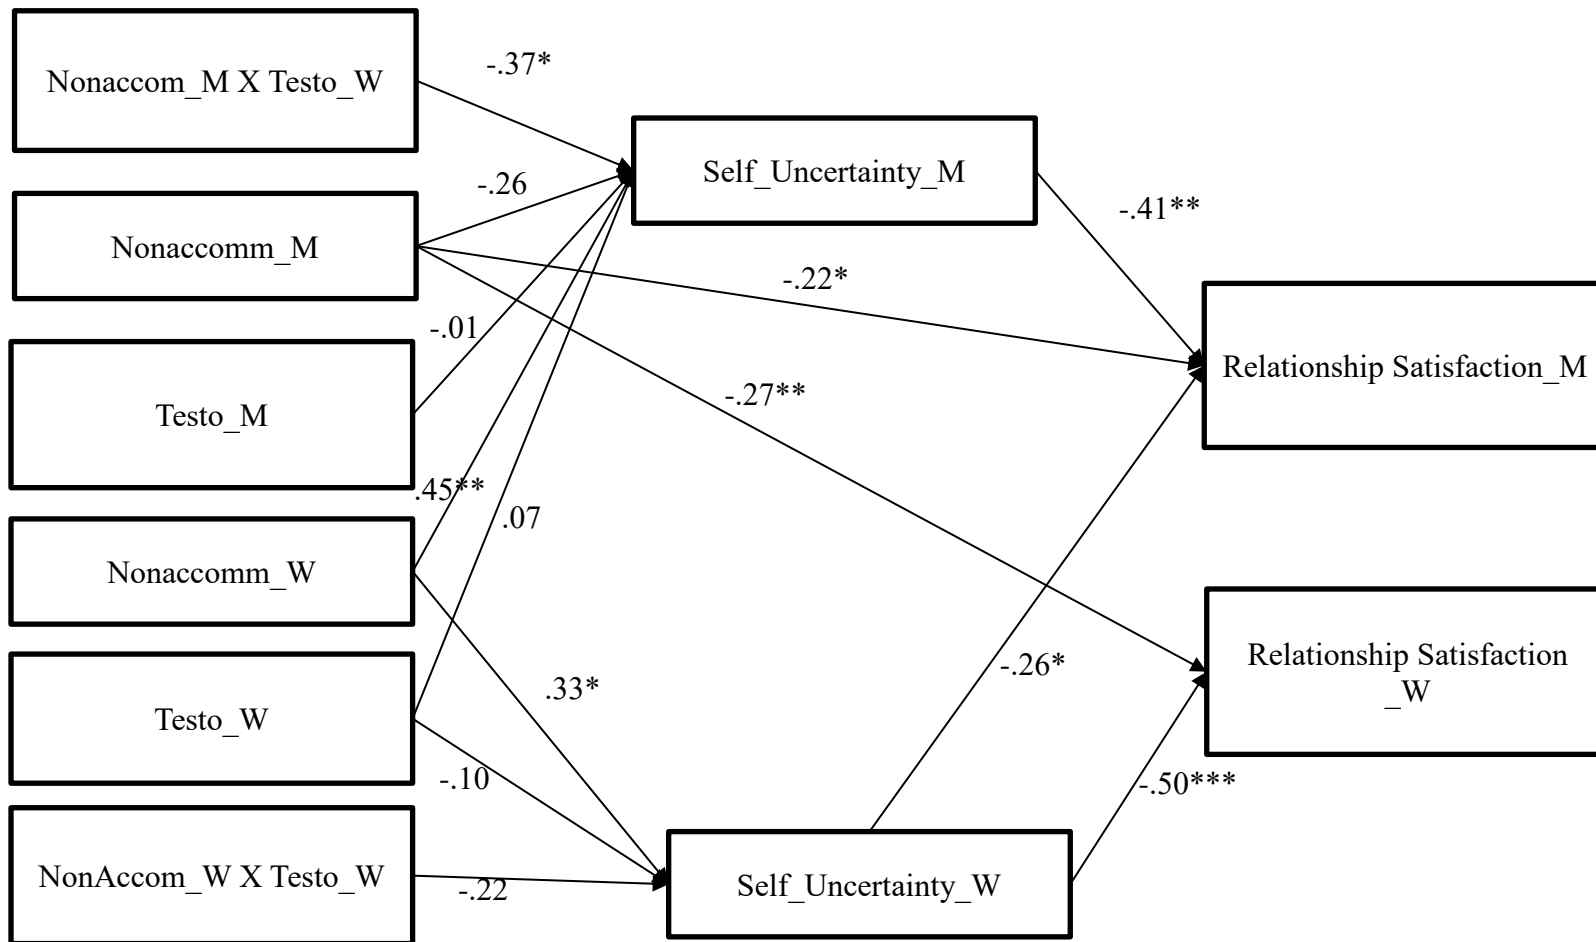 Nonaccom_M X Testo_W
-.37*
Self_Uncertainty_M
-.26
-.41**
Nonaccomm_M
-.22*
-.01
Relationship Satisfaction_M
-.27**
Testo_M
.45**
.07
Nonaccomm_W
-.26*
Relationship Satisfaction
_W
.33*
Testo_W
-.10
-.50***
NonAccom_W X Testo_W
-.22
Self_Uncertainty_W